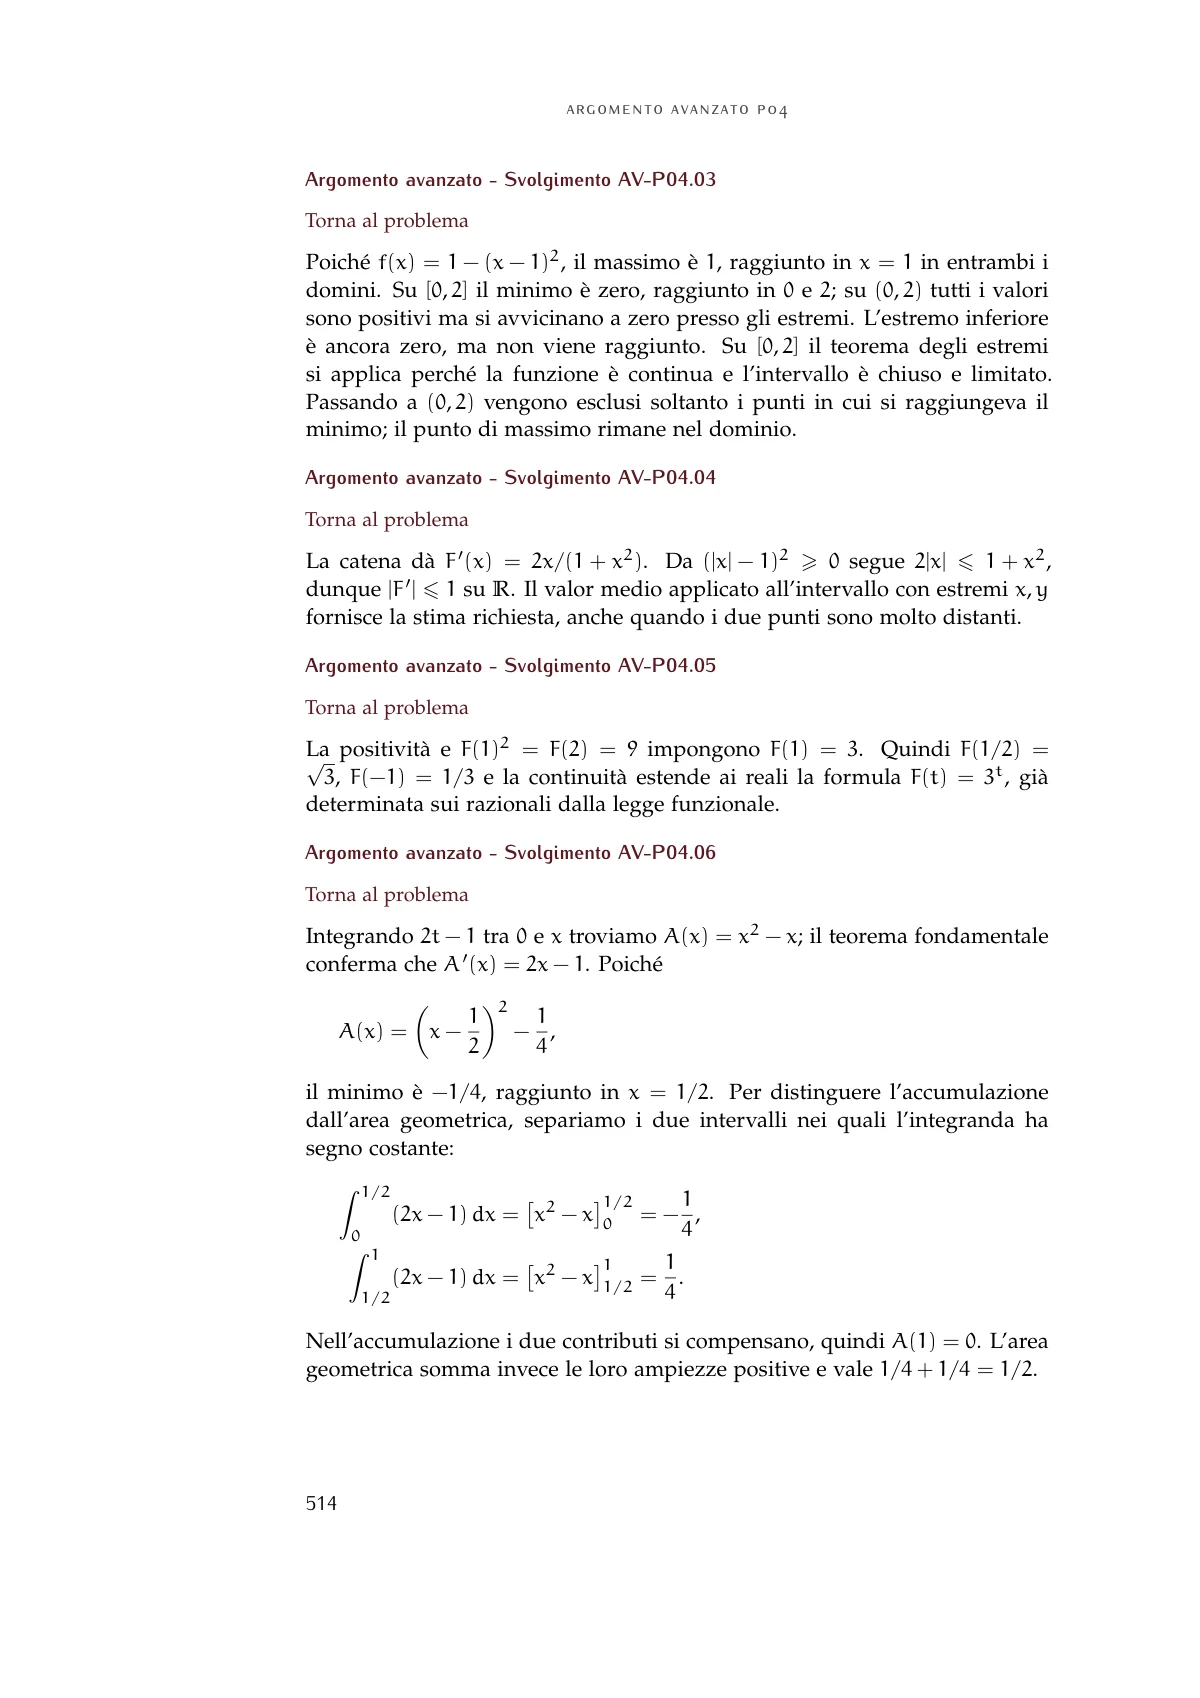 ARGOMENTO AVANZATO P04
Argomento avanzato – Svolgimento AV-P04.03
Torna al problema
Poiché f(x) = 1 − (x − 1)², il massimo è 1, raggiunto in x = 1 in entrambi i
domini. Su [0, 2] il minimo è zero, raggiunto in 0 e 2; su (0, 2) tutti i valori
sono positivi ma si avvicinano a zero presso gli estremi. L’estremo inferiore
è ancora zero, ma non viene raggiunto. Su [0, 2] il teorema degli estremi
si applica perché la funzione è continua e l’intervallo è chiuso e limitato.
Passando a (0, 2) vengono esclusi soltanto i punti in cui si raggiungeva il
minimo; il punto di massimo rimane nel dominio.
Argomento avanzato – Svolgimento AV-P04.04
Torna al problema
La catena dà F′(x) = 2x/(1 + x²). Da (|x| − 1)² ⩾ 0 segue 2|x| ⩽ 1 + x²,
dunque |F′| ⩽ 1 su ℝ. Il valor medio applicato all’intervallo con estremi x, y
fornisce la stima richiesta, anche quando i due punti sono molto distanti.
Argomento avanzato – Svolgimento AV-P04.05
Torna al problema
La positività e F(1)² = F(2) = 9 impongono F(1) = 3. Quindi F(1/2) =
√3, F(−1) = 1/3 e la continuità estende ai reali la formula F(t) = 3ᵗ, già
determinata sui razionali dalla legge funzionale.
Argomento avanzato – Svolgimento AV-P04.06
Torna al problema
Integrando 2t − 1 tra 0 e x troviamo A(x) = x² − x; il teorema fondamentale
conferma che A′(x) = 2x − 1. Poiché
A(x) = (x − 1/2)² − 1/4,
il minimo è −1/4, raggiunto in x = 1/2. Per distinguere l’accumulazione
dall’area geometrica, separiamo i due intervalli nei quali l’integranda ha
segno costante:
∫₀^{1/2} (2x − 1) dx = [x² − x]₀^{1/2} = −1/4,
∫_{1/2}^{1} (2x − 1) dx = [x² − x]_{1/2}^{1} = 1/4.
Nell’accumulazione i due contributi si compensano, quindi A(1) = 0. L’area
geometrica somma invece le loro ampiezze positive e vale 1/4 + 1/4 = 1/2.
514